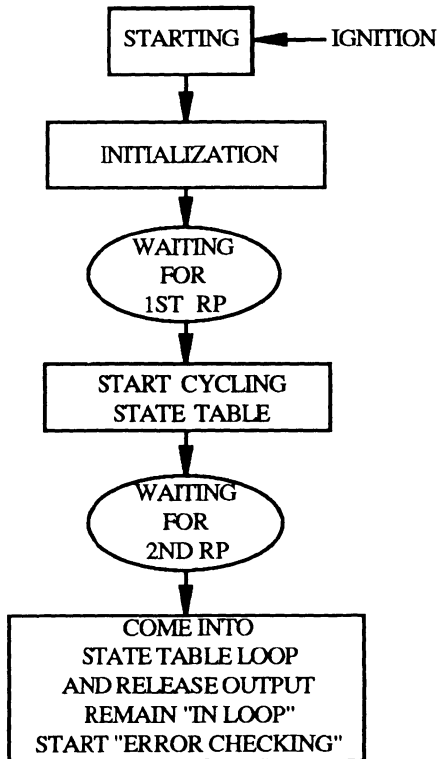 STARTING
IGNITION
INITIALIZATION
WAITING
FOR
1ST RP
START CYCLING
STATE TABLE
WAITING
FOR
2ND RP
COME INTO
STATE TABLE LOOP
AND RELEASE OUTPUT
REMAIN "IN LOOP"
START "ERROR CHECKING"